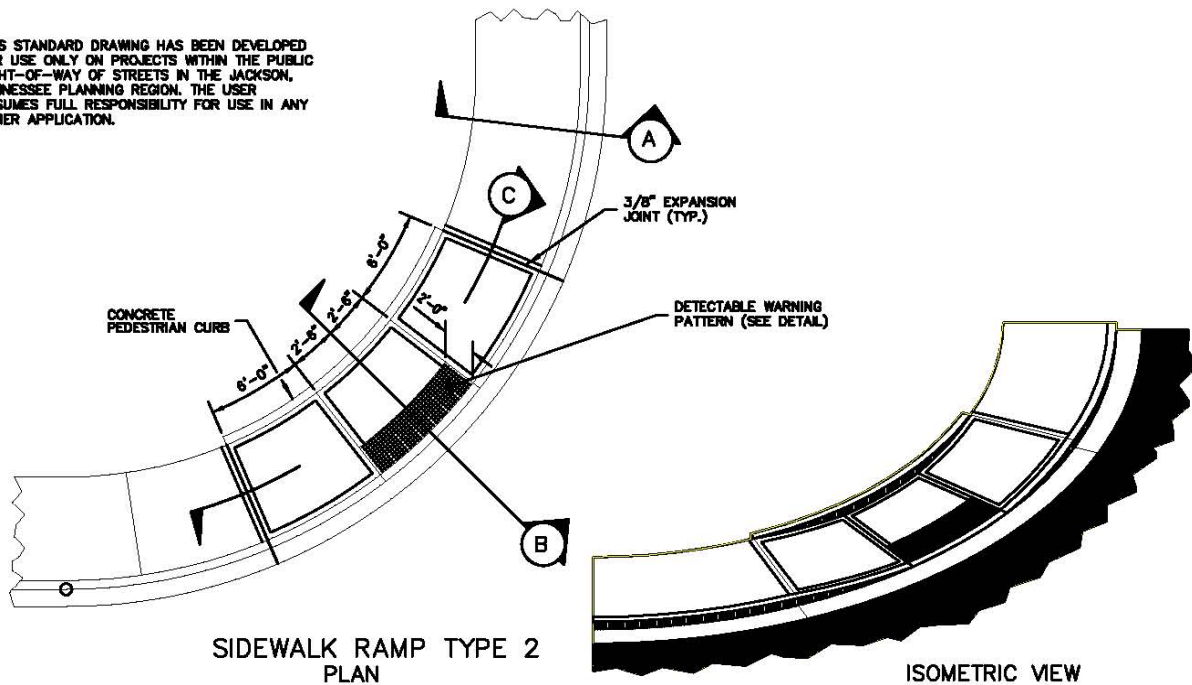 S STANDARD DRAWING HAS BEEN DEVELOPED
R USE ONLY ON PROJECTS WITHIN THE PUBLIC
HT-OF-WAY OF STREETS IN THE JACKSON,
NESSEE PLANNING REGION. THE USER
SUMES FULL RESPONSIBILITY FOR USE IN ANY
ER APPLICATION.
A
C
3/8" EXPANSION
JOINT (TYP.)
6'-0"
2'-6"
2'-0"
DETECTABLE WARNING
PATTERN (SEE DETAIL)
CONCRETE
PEDESTRIAN CURB
2'-6"
6'-0"
B
SIDEWALK RAMP TYPE 2
PLAN
ISOMETRIC VIEW